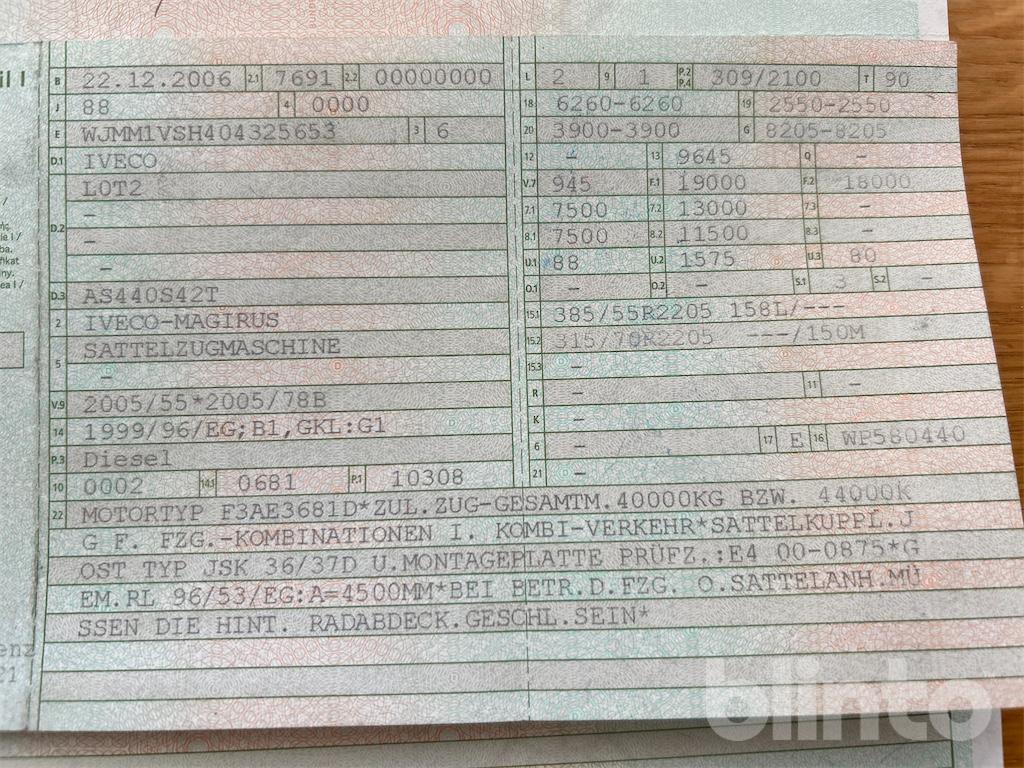 B 22.12.2006 2.1 7691 2.2 00000000
J 88 4 0000
E WJMM1VSH404325653 3 6
D.1 IVECO
LOT2
–
D.2 –
–
D.3 AS440S42T
2 IVECO-MAGIRUS
SATTELZUGMASCHINE
5 –
V.9 2005/55*2005/78B
14 1999/96/EG;B1,GKL:G1
P.3 Diesel
10 0002 14.1 0681 P.1 10308
L 2 9 1 P.2 P.4 309/2100 T 90
18 6260-6260 19 2550-2550
20 3900-3900 G 8205-8205
12 – 13 9645 Q –
V.7 945 F.1 19000 F.2 18000
7.1 7500 7.2 13000 7.3 –
8.1 7500 8.2 11500 8.3 –
U.1 88 U.2 1575 U.3 80
O.1 – O.2 – S.1 3 S.2 –
15.1 385/55R2205 158L/---
15.2 315/70R2205 ---/150M
15.3 –
R – 11 –
K –
6 – 17 E 16 WP580440
21 –
22 MOTORTYP F3AE3681D*ZUL.ZUG-GESAMTM.40000KG BZW. 44000K
G F. FZG.-KOMBINATIONEN I. KOMBI-VERKEHR*SATTELKUPPL.J
OST TYP JSK 36/37D U.MONTAGEPLATTE PRÜFZ.:E4 00-0875*G
EM.RL 96/53/EG:A=4500MM*BEI BETR.D.FZG. O.SATTELANH.MÜ
SSEN DIE HINT. RADABDECK.GESCHL.SEIN*
blinto